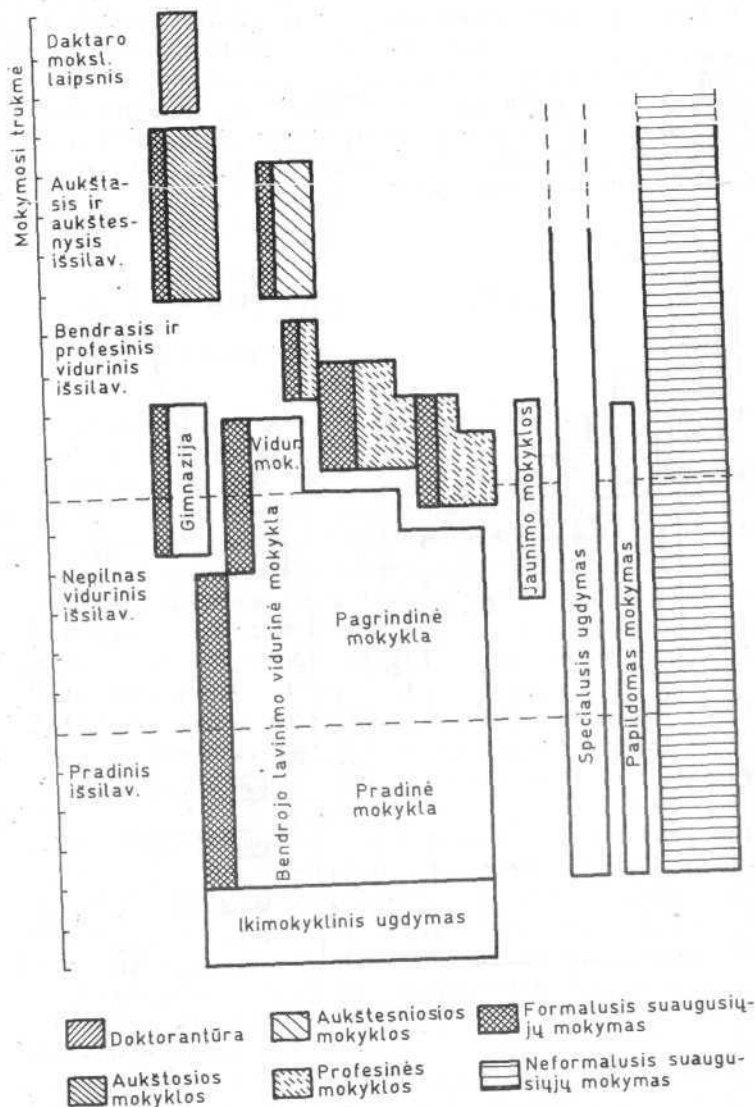 Mokymosi trukmė
Daktaro
moksl.
laipsnis
Aukšta-
sis ir
aukštes-
nysis
išsilav.
Bendrasis ir
profesinis
vidurinis
išsilav.
Nepilnas
vidurinis
išsilav.
Pradinis
išsilav.
Gimnazija
Vidur.
mok.
Bendrojo lavinimo vidurinė mokykla
Pagrindinė
mokykla
Pradinė
mokykla
Ikimokyklinis ugdymas
Jaunimo mokyklos
Specialusis ugdymas
Papildomas mokymas
Doktorantūra
Aukštesniosios
mokyklos
Formalusis suaugusių-
jų mokymas
Aukštosios
mokyklos
Profesinės
mokyklos
Neformalusis suaugu-
siųjų mokymas